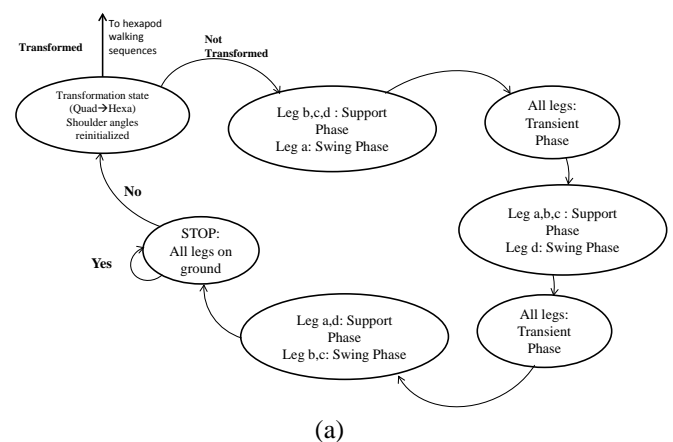 To hexapod
walking
sequences
Transformed
Not
Transformed
Transformation state
(Quad→Hexa)
Shoulder angles
reinitialized
Leg b,c,d : Support
Phase
Leg a: Swing Phase
All legs:
Transient
Phase
Leg a,b,c : Support
Phase
Leg d: Swing Phase
All legs:
Transient
Phase
Leg a,d: Support
Phase
Leg b,c: Swing Phase
STOP:
All legs on
ground
Yes
No
(a)